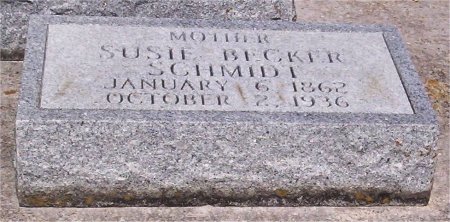 MOTHER
SUSIE BECKER
SCHMIDT
JANUARY 6, 1862
OCTOBER 2, 1936